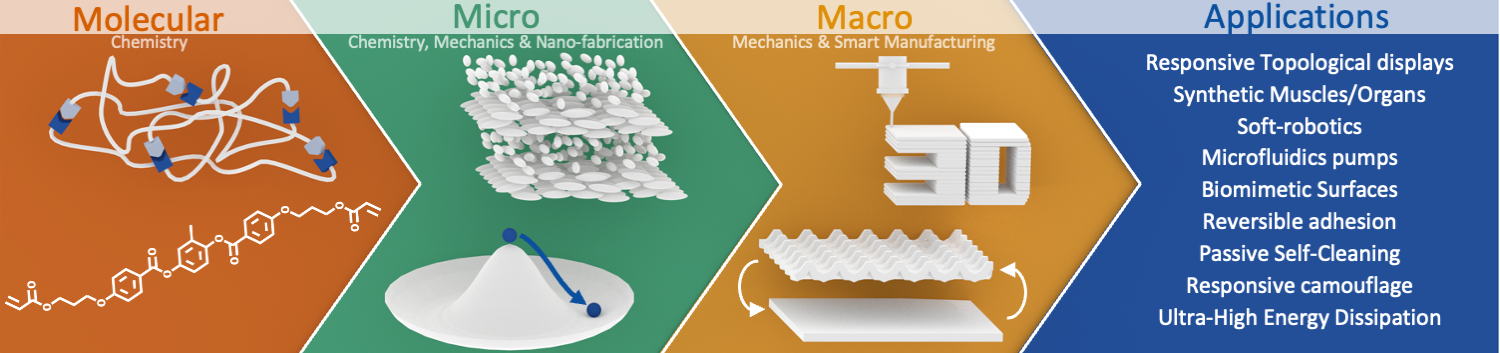 Molecular
Chemistry
Micro
Chemistry, Mechanics & Nano-fabrication
Macro
Mechanics & Smart Manufacturing
3D
Applications
Responsive Topological displays
Synthetic Muscles/Organs
Soft-robotics
Microfluidics pumps
Biomimetic Surfaces
Reversible adhesion
Passive Self-Cleaning
Responsive camouflage
Ultra-High Energy Dissipation
O
O
O
O
O
O
O
O
O
O